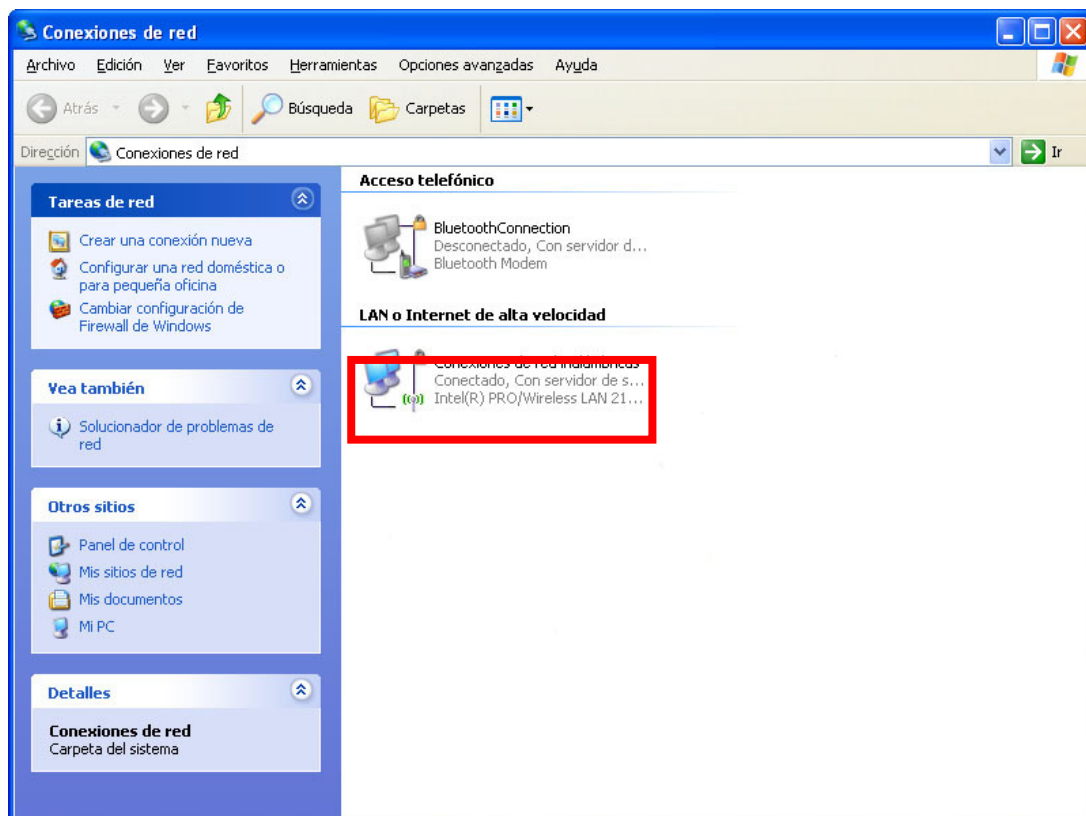 Conexiones de red
Archivo Edición Ver Favoritos Herramientas Opciones avanzadas Ayuda
Atrás Búsqueda Carpetas
Dirección Conexiones de red Ir
Tareas de red
Crear una conexión nueva
Configurar una red doméstica o
para pequeña oficina
Cambiar configuración de
Firewall de Windows
Vea también
Solucionador de problemas de
red
Otros sitios
Panel de control
Mis sitios de red
Mis documentos
Mi PC
Detalles
Conexiones de red
Carpeta del sistema
Acceso telefónico
BluetoothConnection
Desconectado, Con servidor d...
Bluetooth Modem
LAN o Internet de alta velocidad
Conexiones de red inalámbricas
Conectado, Con servidor de s...
Intel(R) PRO/Wireless LAN 21...